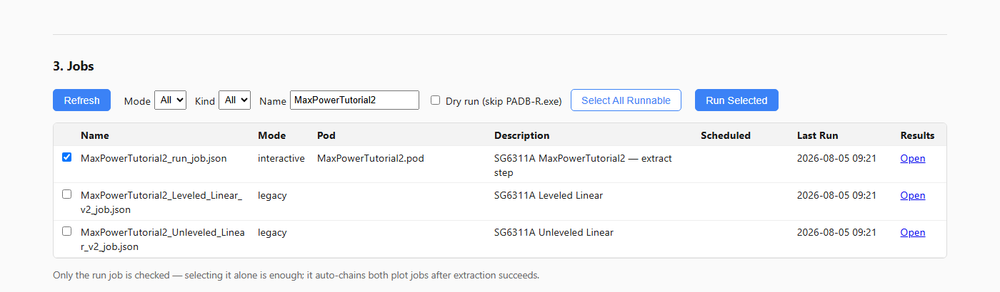 3. Jobs
Refresh Mode All Kind All Name MaxPowerTutorial2 Dry run (skip PADB-R.exe) Select All Runnable Run Selected
Name Mode Pod Description Scheduled Last Run Results
MaxPowerTutorial2_run_job.json interactive MaxPowerTutorial2.pod SG6311A MaxPowerTutorial2 — extract 2026-08-05 09:21 Open
step
MaxPowerTutorial2_Leveled_Linear_ legacy SG6311A Leveled Linear 2026-08-05 09:21 Open
v2_job.json
MaxPowerTutorial2_Unleveled_Linea legacy SG6311A Unleveled Linear 2026-08-05 09:21 Open
r_v2_job.json
Only the run job is checked — selecting it alone is enough; it auto-chains both plot jobs after extraction succeeds.